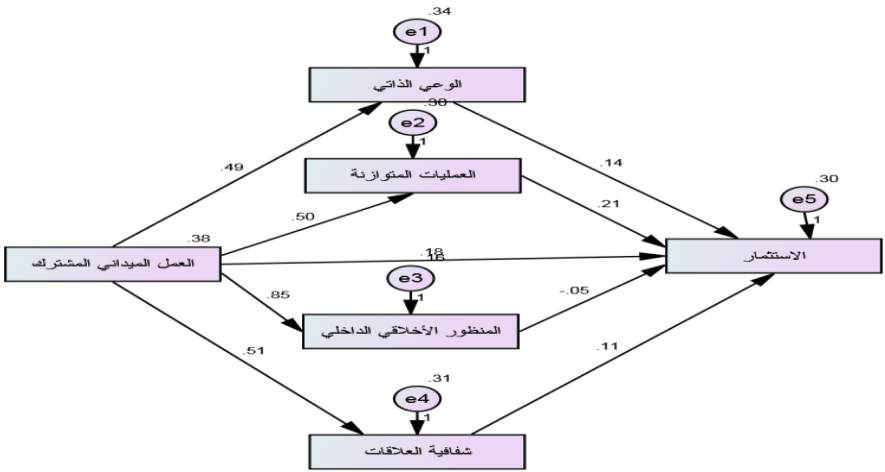 .34
e1
1
الوعي الذاتي
.30
e2
1
العمليات المتوازنة
.49
.14
.30
e5
1
.50
.21
.38
العمل الميداني المشترك
.18
.16
الاستثمار
e3
1
.85
-.05
المنظور الأخلاقي الداخلي
.51
.11
.31
e4
1
شفافية العلاقات